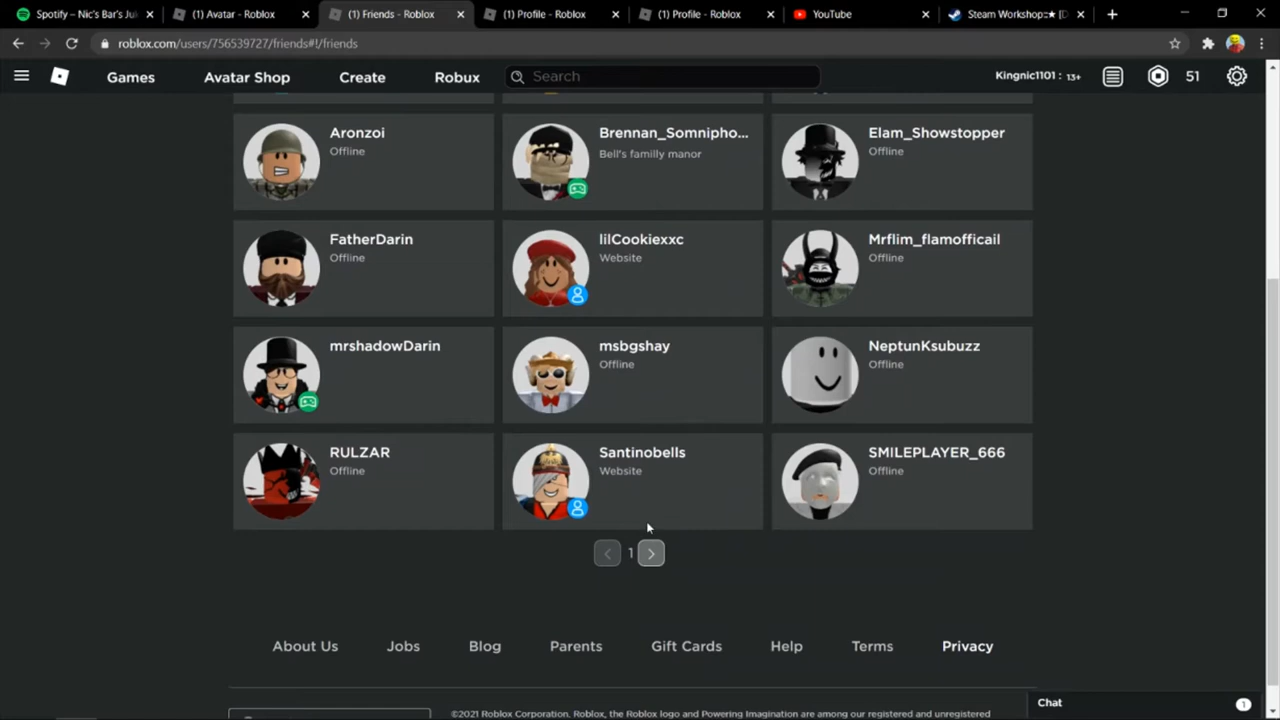 Spotify – Nic's Bar's Ju
(1) Avatar - Roblox
(1) Friends - Roblox
(1) Profile - Roblox
(1) Profile - Roblox
YouTube
Steam Workshop::★ [D
roblox.com/users/756539727/friends#!/friends
Games
Avatar Shop
Create
Robux
Search
Kingnic1101 : 13+
51
Aronzoi
Offline
Brennan_Somnipho...
Bell's familly manor
Elam_Showstopper
Offline
FatherDarin
Offline
lilCookiexxc
Website
Mrflim_flamofficail
Offline
mrshadowDarin
msbgshay
Offline
NeptunKsubuzz
Offline
RULZAR
Offline
Santinobells
Website
SMILEPLAYER_666
Offline
1
About Us
Jobs
Blog
Parents
Gift Cards
Help
Terms
Privacy
Chat
1
©2021 Roblox Corporation. Roblox, the Roblox logo and Powering Imagination are among our registered and unregistered